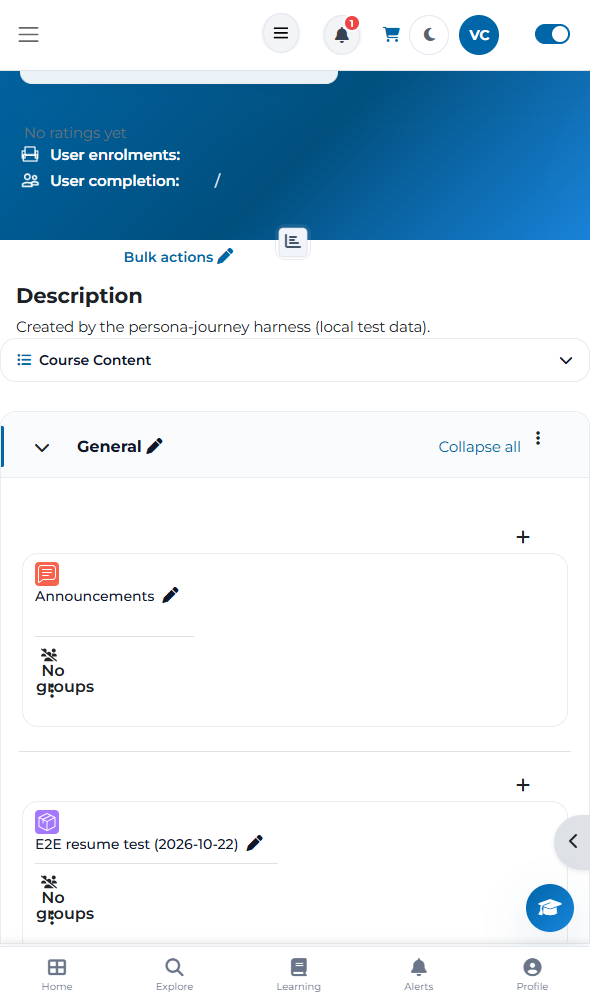 1
VC
No ratings yet
User enrolments:
User completion: /
Bulk actions
Description
Created by the persona-journey harness (local test data).
Course Content
General
Collapse all
Announcements
No
groups
E2E resume test (2026-10-22)
No
groups
Home Explore Learning Alerts Profile